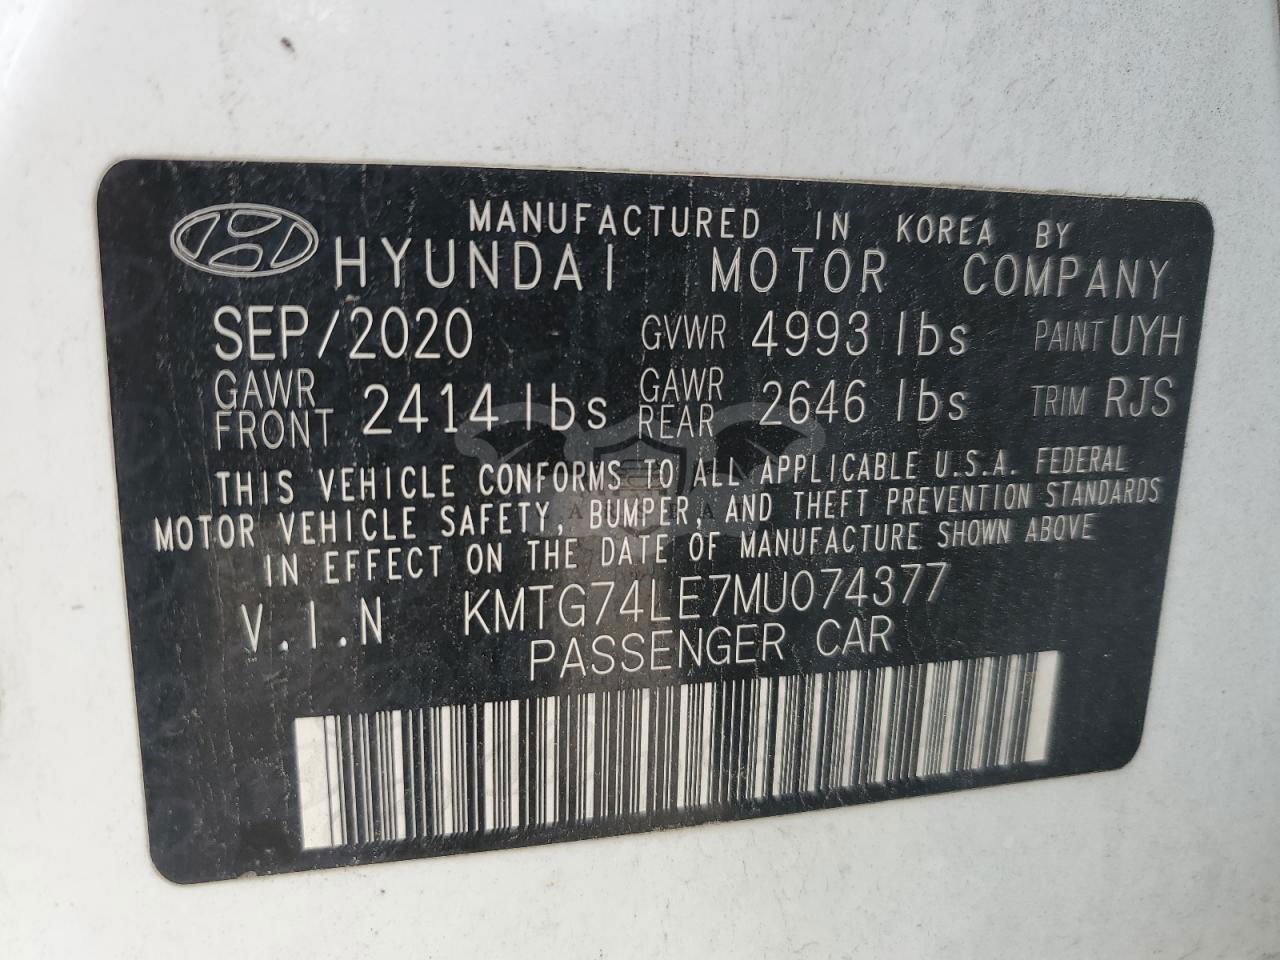 MANUFACTURED IN KOREA BY
HYUNDAI MOTOR COMPANY
SEP/2020 GVWR 4993 lbs PAINT UYH
GAWR FRONT 2414 lbs GAWR REAR 2646 lbs TRIM RJS
THIS VEHICLE CONFORMS TO ALL APPLICABLE U.S.A. FEDERAL
MOTOR VEHICLE SAFETY, BUMPER, AND THEFT PREVENTION STANDARDS
IN EFFECT ON THE DATE OF MANUFACTURE SHOWN ABOVE
V.I.N KMTG74LE7MU074377
PASSENGER CAR